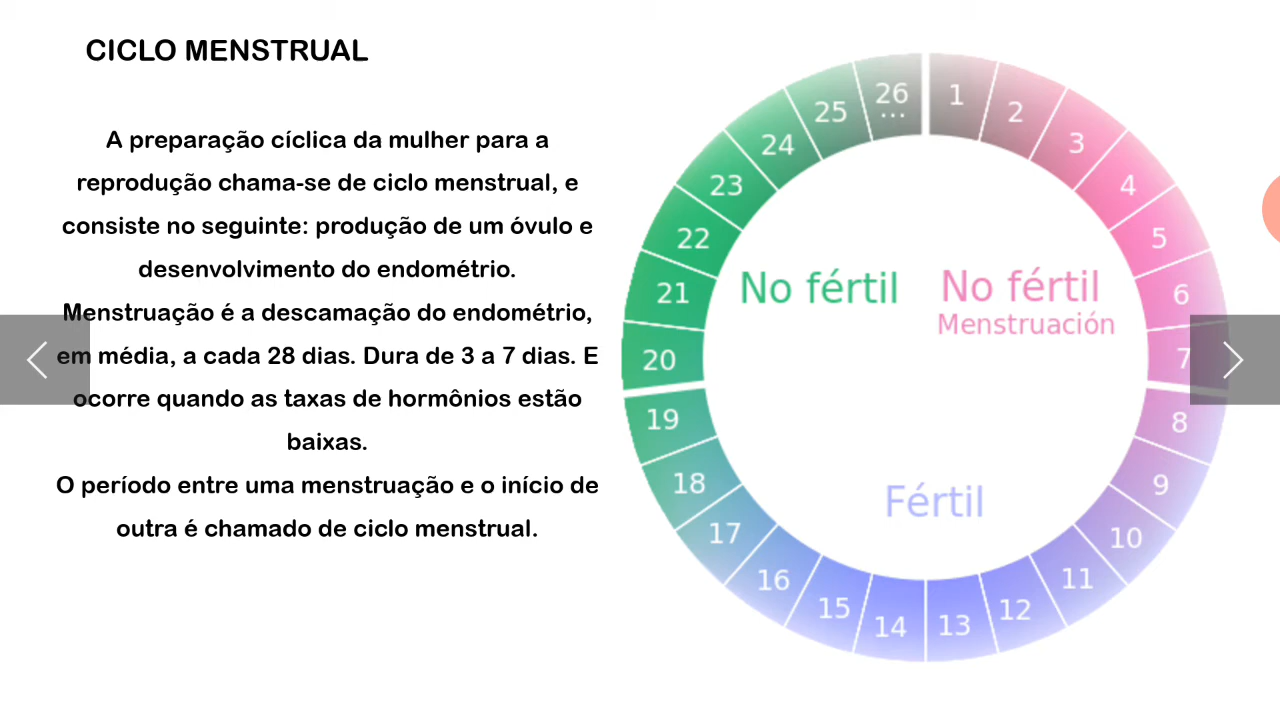 CICLO MENSTRUAL
A preparação cíclica da mulher para a
reprodução chama-se de ciclo menstrual, e
consiste no seguinte: produção de um óvulo e
desenvolvimento do endométrio.
Menstruação é a descamação do endométrio,
em média, a cada 28 dias. Dura de 3 a 7 dias. E
ocorre quando as taxas de hormônios estão
baixas.
O período entre uma menstruação e o início de
outra é chamado de ciclo menstrual.
1
2
3
4
5
6
7
8
9
10
11
12
13
14
15
16
17
18
19
20
21
22
23
24
25
26
...
No fértil
No fértil
Menstruación
Fértil